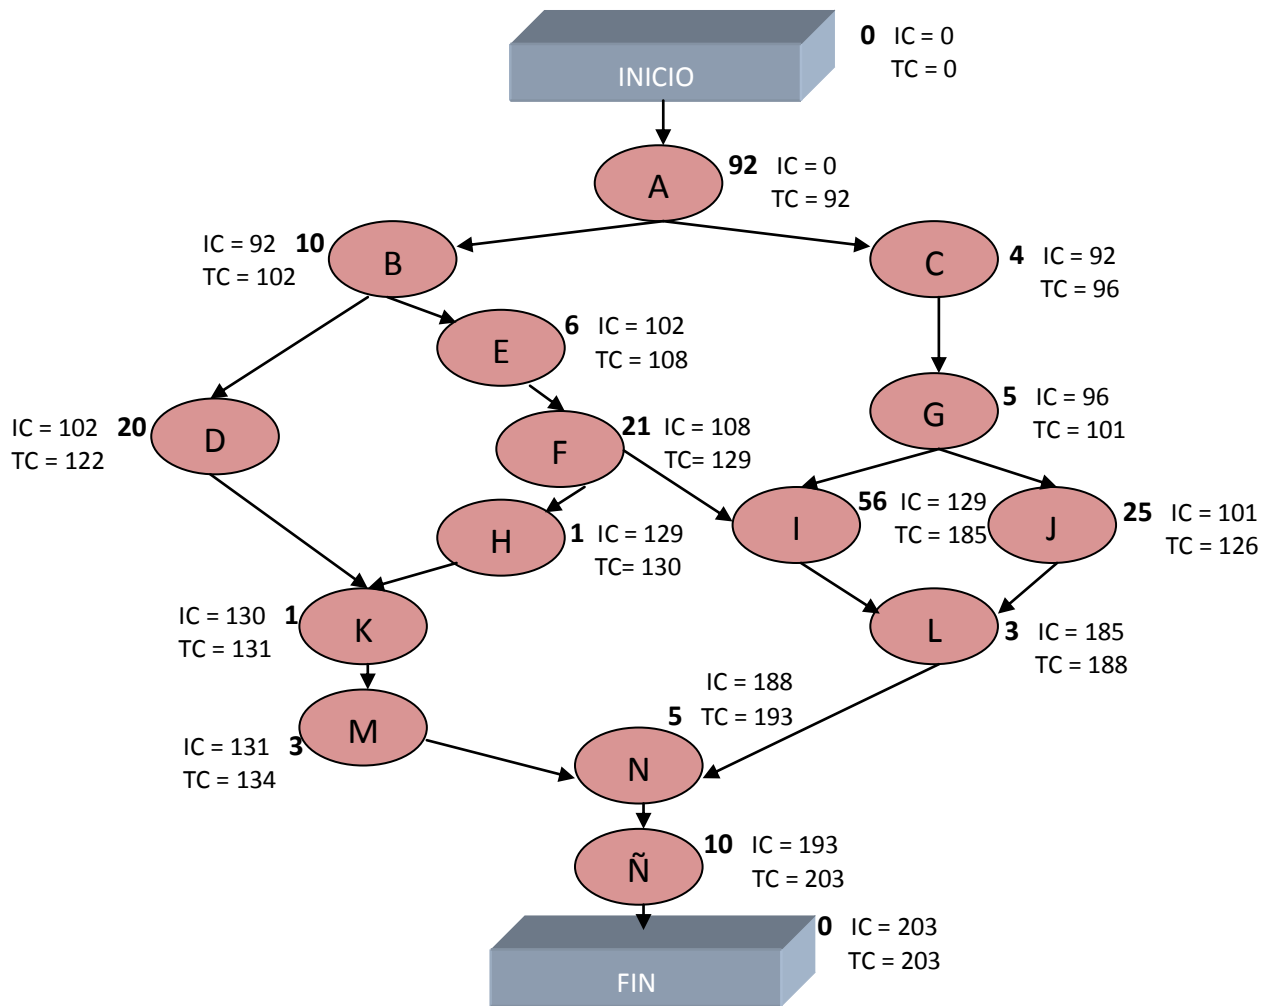 0 IC = 0
TC = 0
INICIO
A
92 IC = 0
TC = 92
IC = 92 10
TC = 102
B
C
4 IC = 92
TC = 96
E
6 IC = 102
TC = 108
IC = 102 20
TC = 122
D
F
21 IC = 108
TC= 129
G
5 IC = 96
TC = 101
H
1 IC = 129
TC= 130
I
56 IC = 129
TC = 185
J
25 IC = 101
TC = 126
IC = 130 1
TC = 131
K
L
3 IC = 185
TC = 188
IC = 131 3
TC = 134
M
IC = 188
5 TC = 193
N
Ñ
10 IC = 193
TC = 203
0 IC = 203
TC = 203
FIN